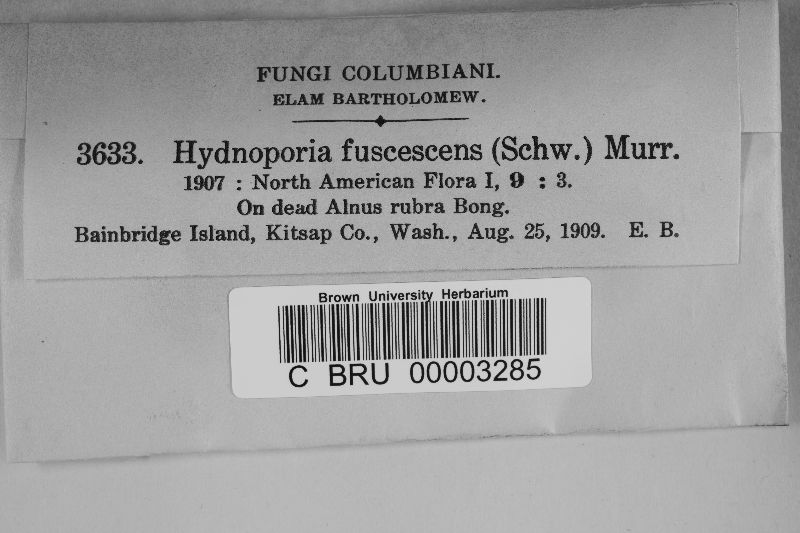 FUNGI COLUMBIANI.
ELAM BARTHOLOMEW.
3633. Hydnoporia fuscescens (Schw.) Murr.
1907 : North American Flora I, 9 : 3.
On dead Alnus rubra Bong.
Bainbridge Island, Kitsap Co., Wash., Aug. 25, 1909. E. B.
Brown University Herbarium
C BRU 00003285